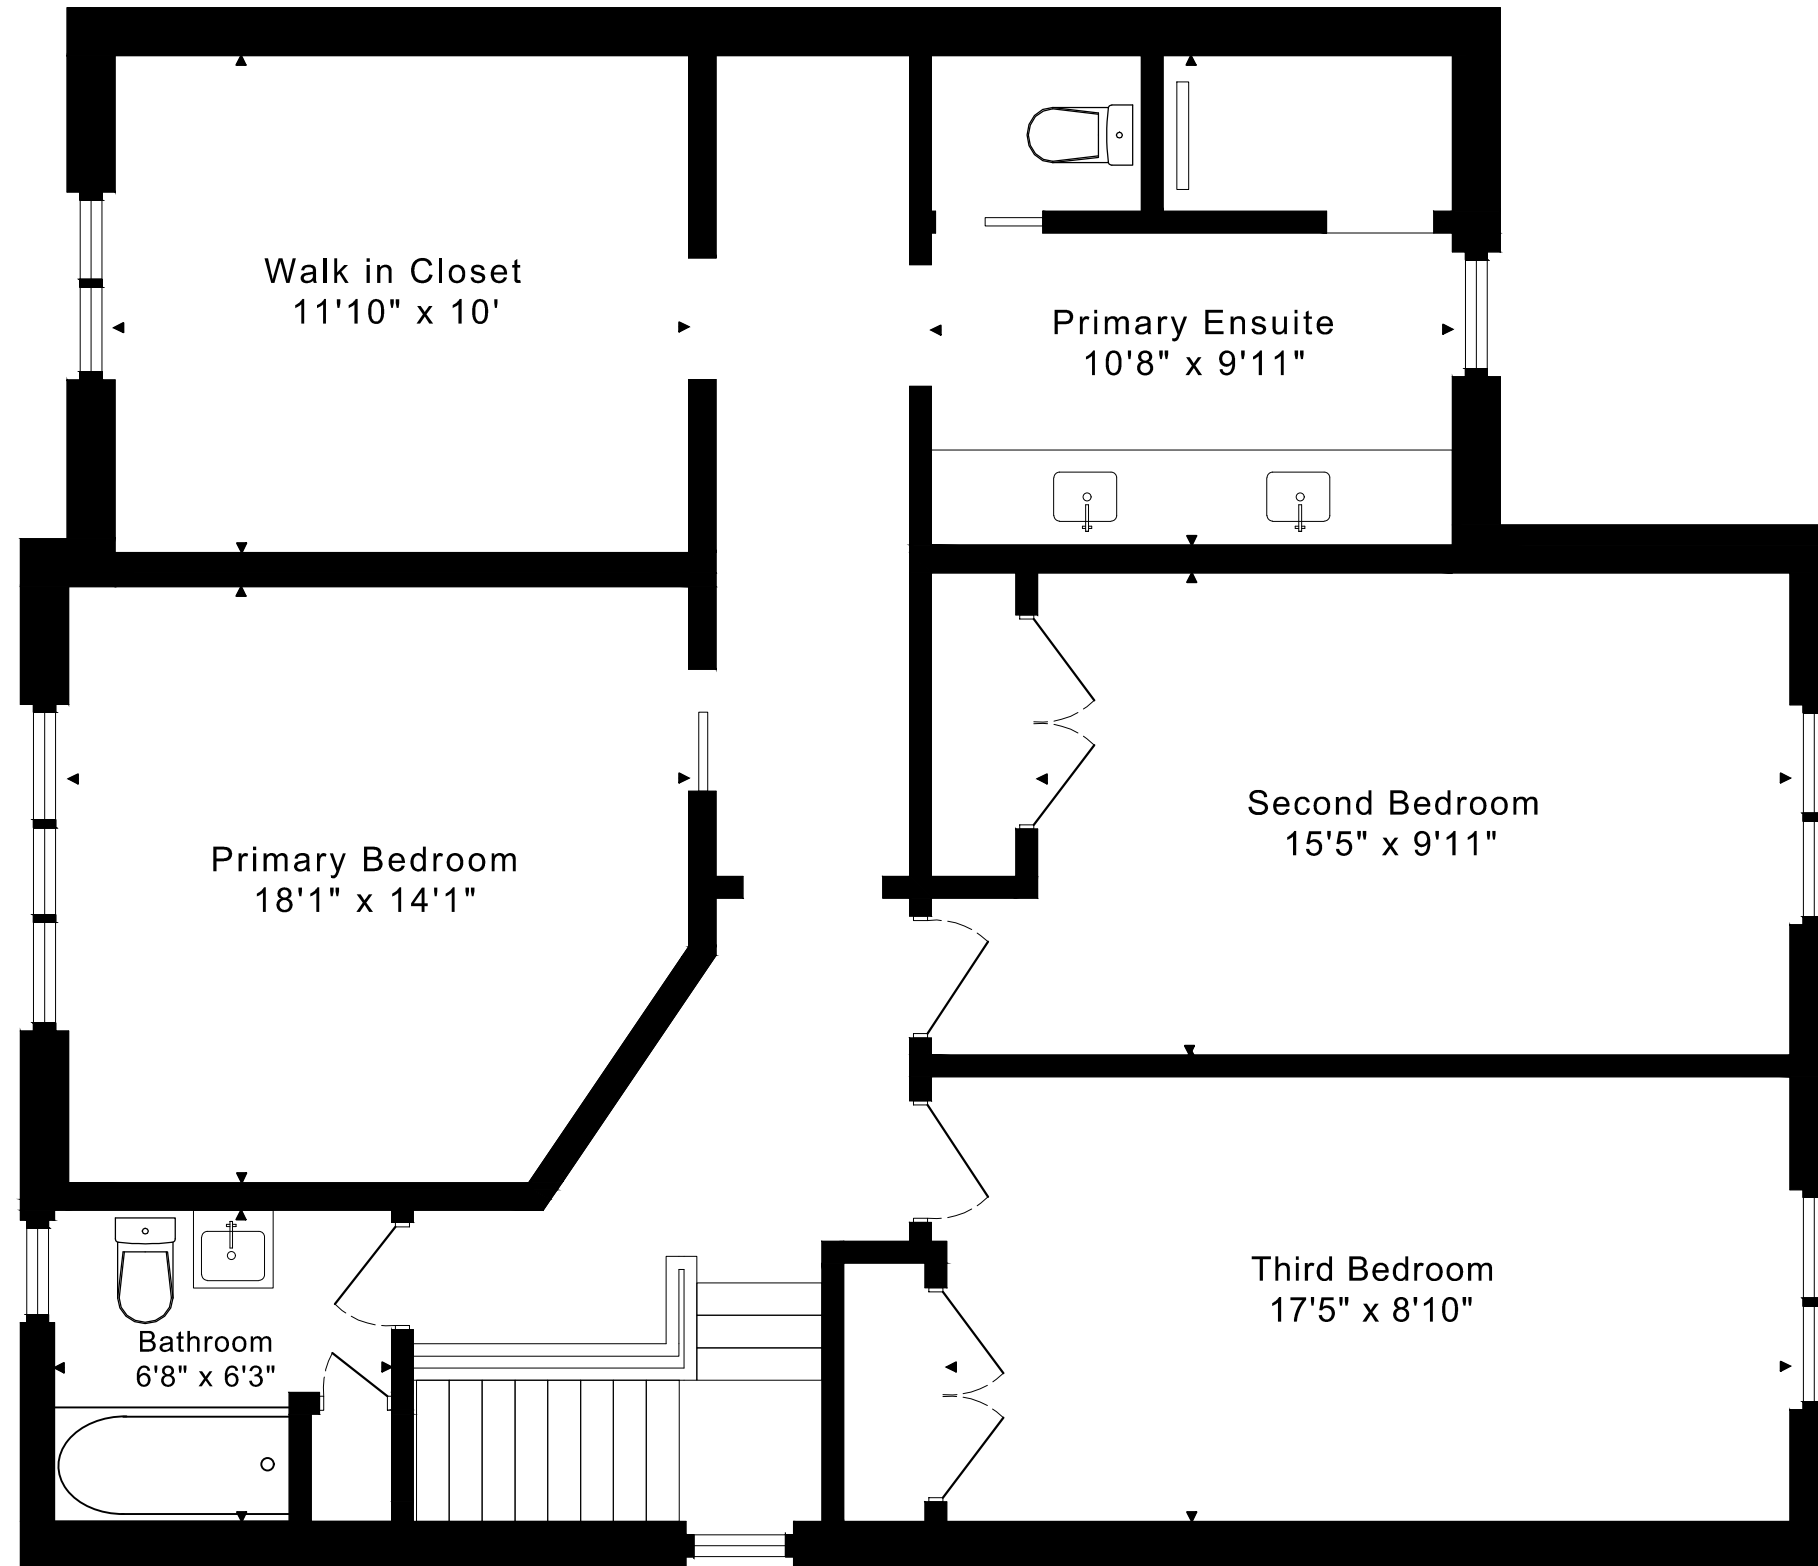 Walk in Closet
11'10" x 10'
Primary Ensuite
10'8" x 9'11"
Second Bedroom
15'5" x 9'11"
Primary Bedroom
18'1" x 14'1"
Third Bedroom
17'5" x 8'10"
Bathroom
6'8" x 6'3"